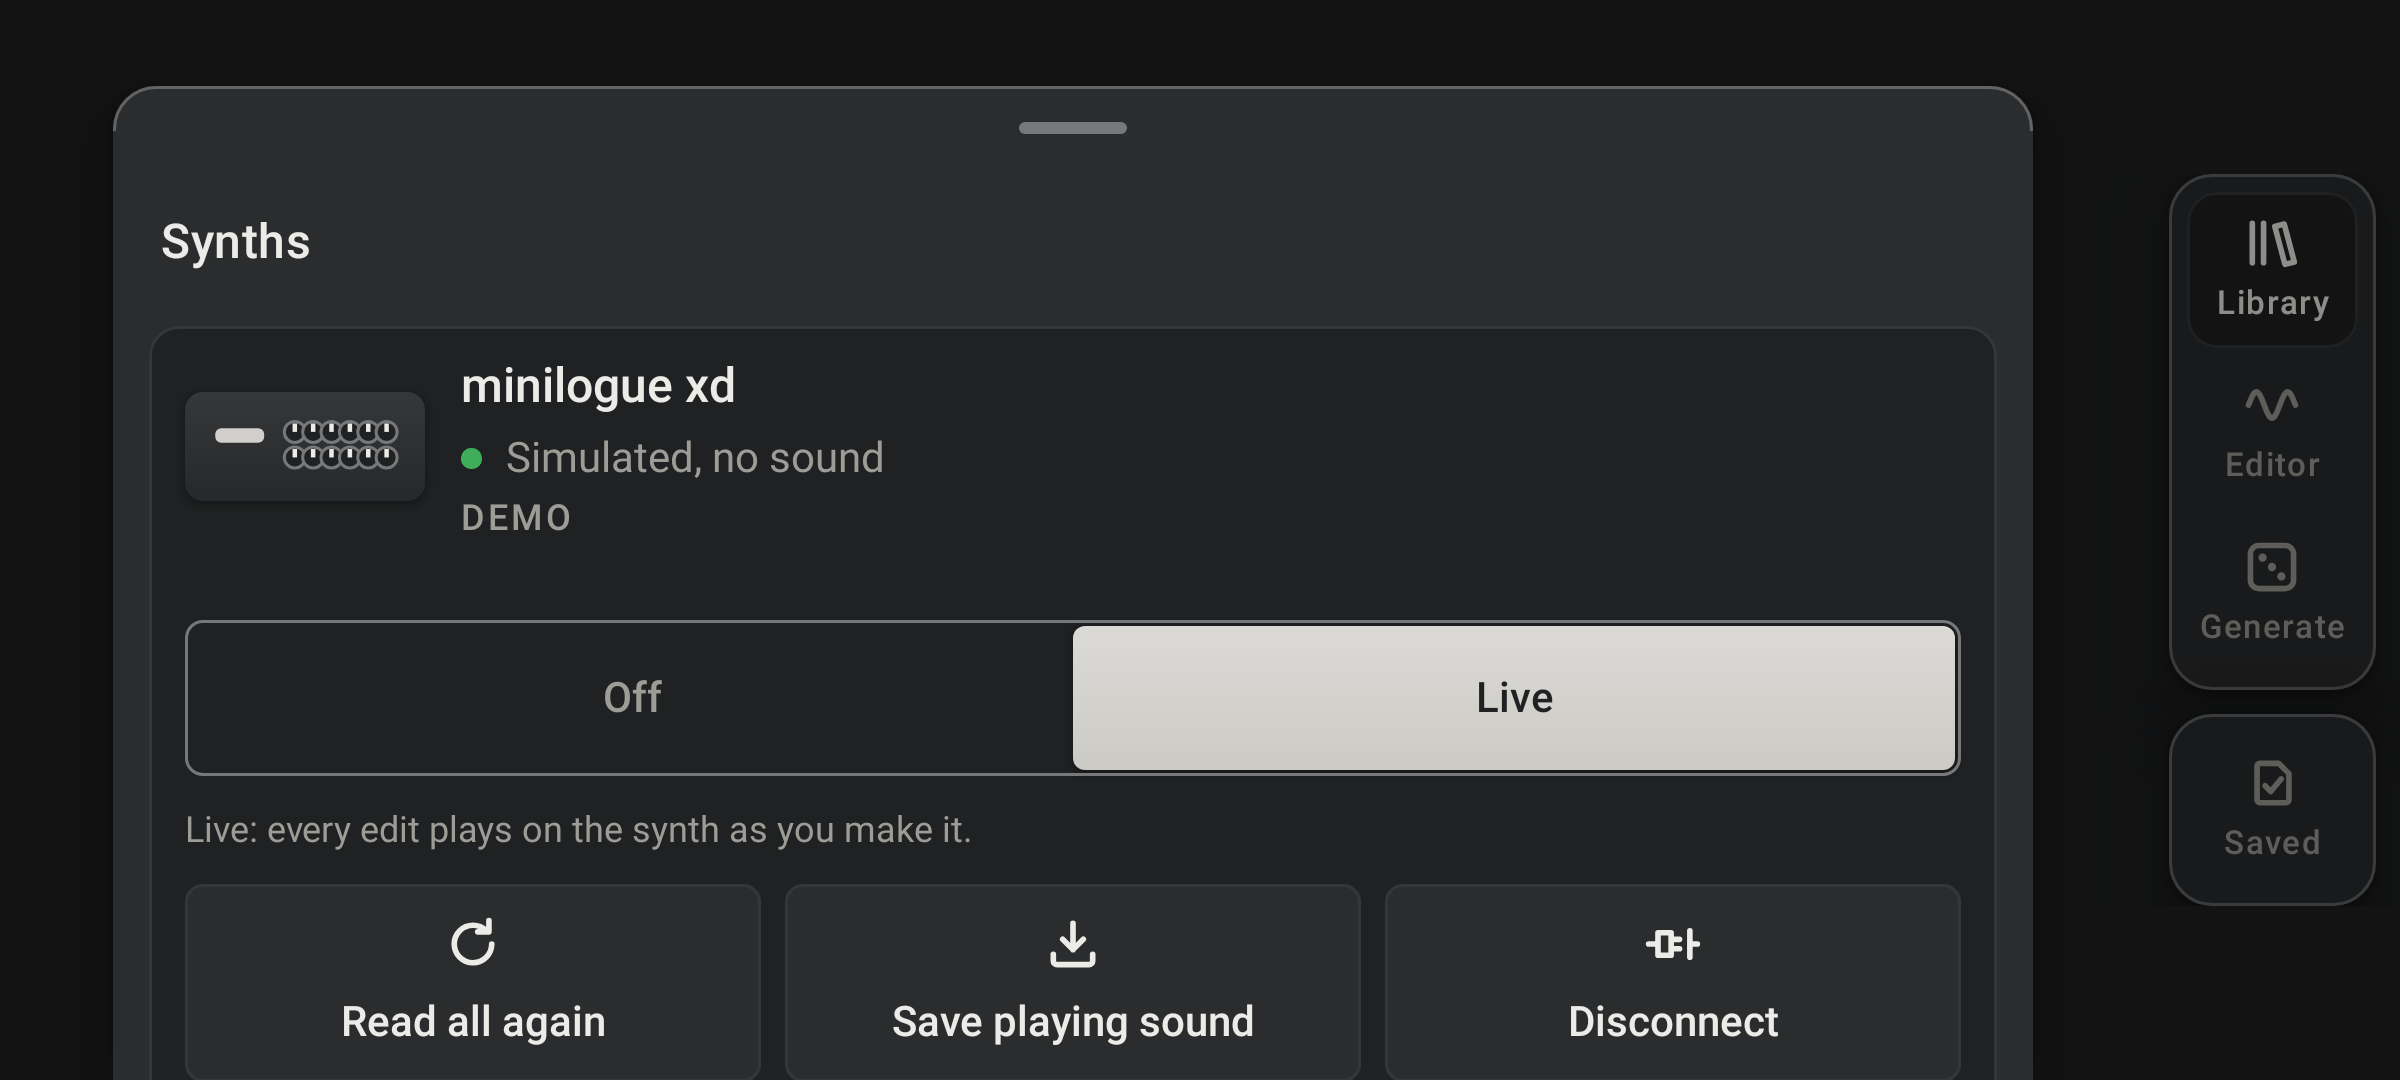 Synths
minilogue xd
Simulated, no sound
DEMO
Off
Live
Live: every edit plays on the synth as you make it.
Read all again
Save playing sound
Disconnect
Library
Editor
Generate
Saved